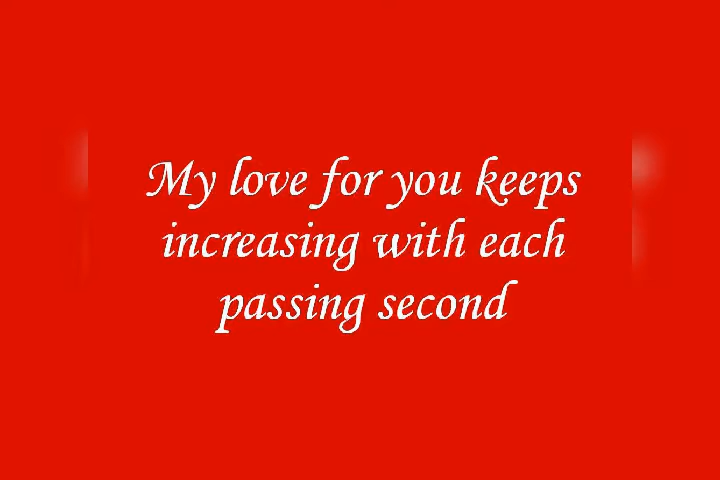 My love for you keeps
increasing with each
passing second